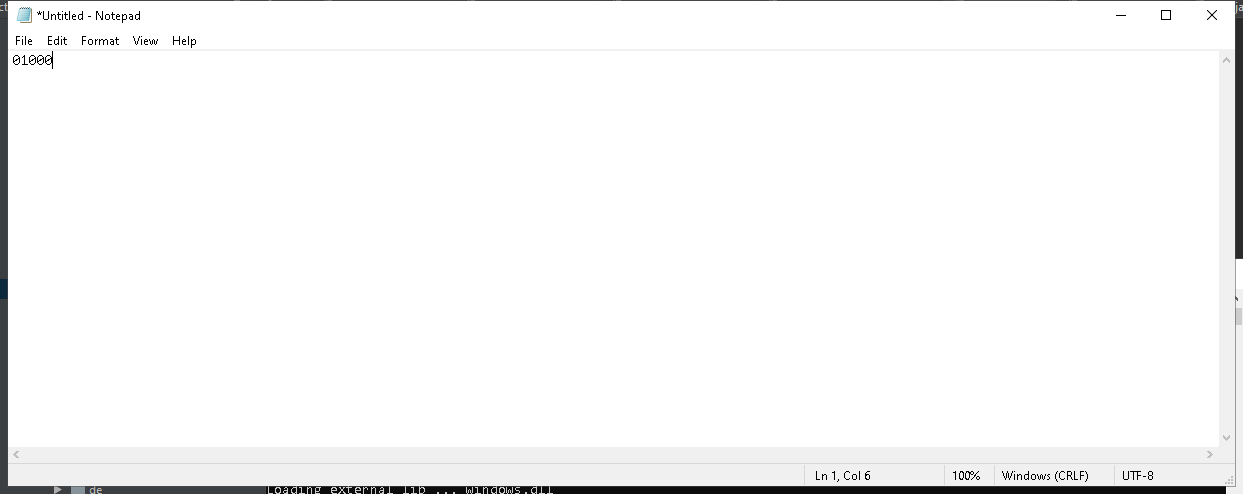 *Untitled - Notepad
File Edit Format View Help
01000
Ln 1, Col 6 100% Windows (CRLF) UTF-8
de Loading external lib ... windows.dll